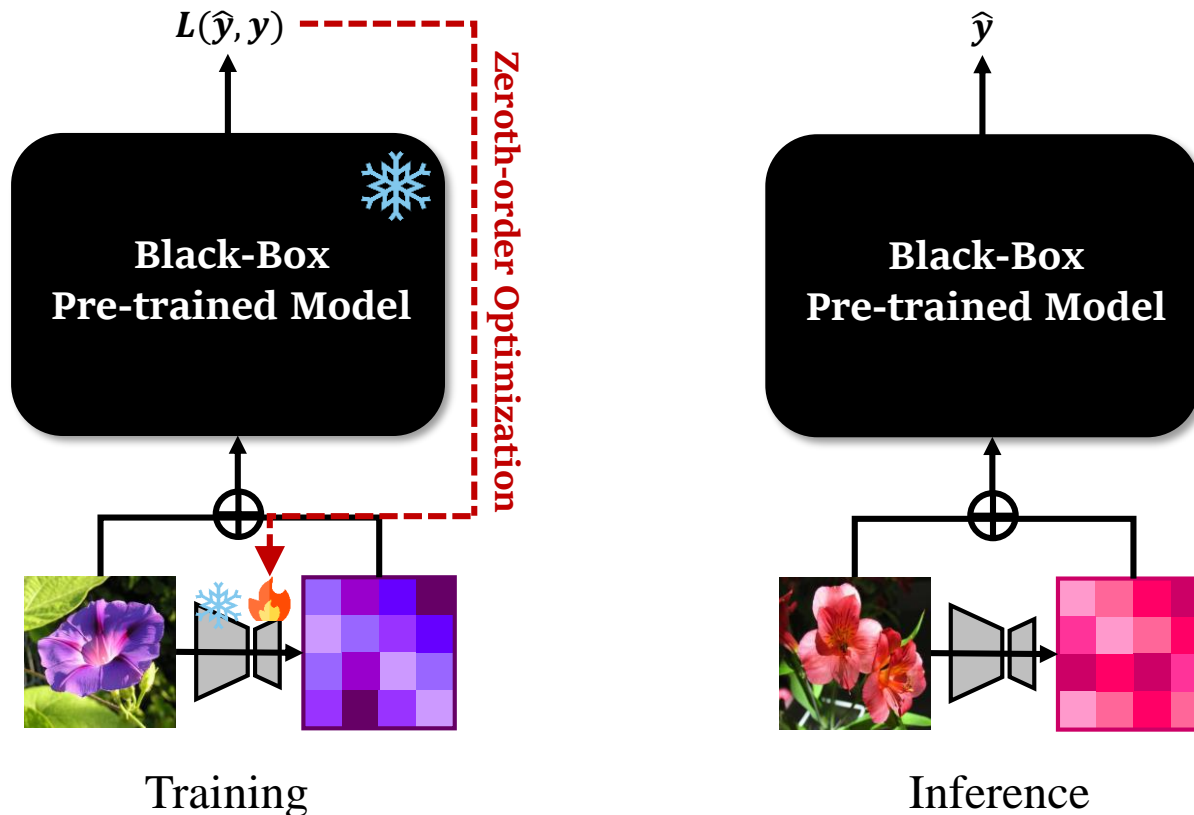 L(ŷ, y)
Zeroth-order Optimization
Black-Box
Pre-trained Model
Training
ŷ
Black-Box
Pre-trained Model
Inference